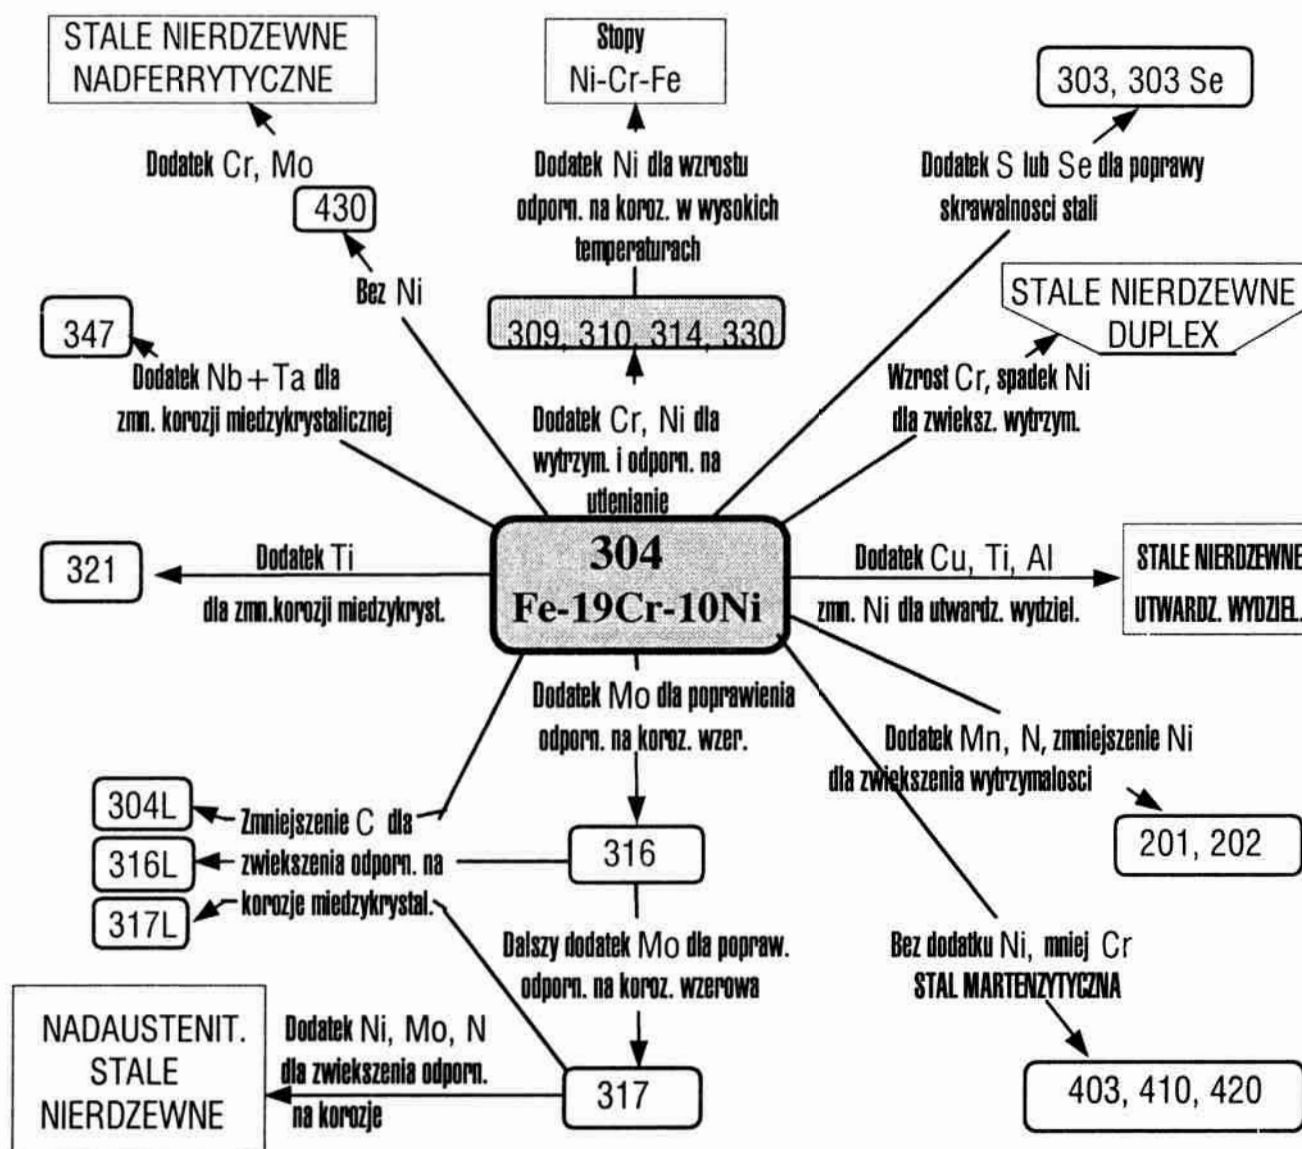 STALE NIERDZEWNE
NADFERRYTYCZNE
Stopy
Ni-Cr-Fe
303, 303 Se
Dodatek Cr, Mo
430
Dodatek Ni dla wzrostu
odporn. na koroz. w wysokich
temperaturach
Dodatek S lub Se dla poprawy
skrawalnosci stali
Bez Ni
STALE NIERDZEWNE
DUPLEX
347
309, 310, 314, 330
Dodatek Nb+Ta dla
zmn. korozji miedzykrystalicznej
Wzrost Cr, spadek Ni
dla zwieksz. wytrzym.
Dodatek Cr, Ni dla
wytrzym. i odporn. na
utlenianie
321
Dodatek Ti
dla zmn.korozji miedzykryst.
304
Fe-19Cr-10Ni
Dodatek Cu, Ti, Al
zmn. Ni dla utwardz. wydziel.
STALE NIERDZEWNE
UTWARDZ. WYDZIEL.
Dodatek Mo dla poprawienia
odporn. na koroz. wzer.
Dodatek Mn, N, zmniejszenie Ni
dla zwiekszenia wytrzymalosci
304L
316L
317L
Zmniejszenie C dla
zwiekszenia odporn. na
korozje miedzykrystal.
316
201, 202
Dalszy dodatek Mo dla popraw.
odporn. na koroz. wzerowa
Bez dodatku Ni, mniej Cr
STAL MARTENZYTYCZNA
NADAUSTENIT.
STALE
NIERDZEWNE
Dodatek Ni, Mo, N
dla zwiekszenia odporn.
na korozje
317
403, 410, 420